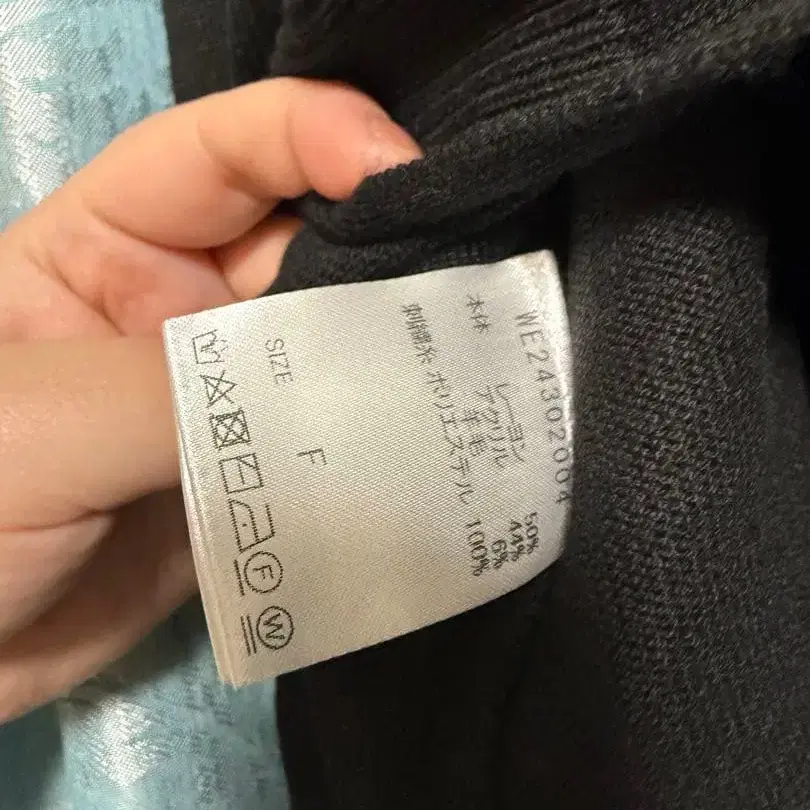 WE24302004
本体 レーヨン 50%
アクリル 44%
羊毛 6%
刺繍糸 ポリエステル 100%
SIZE F
F
W